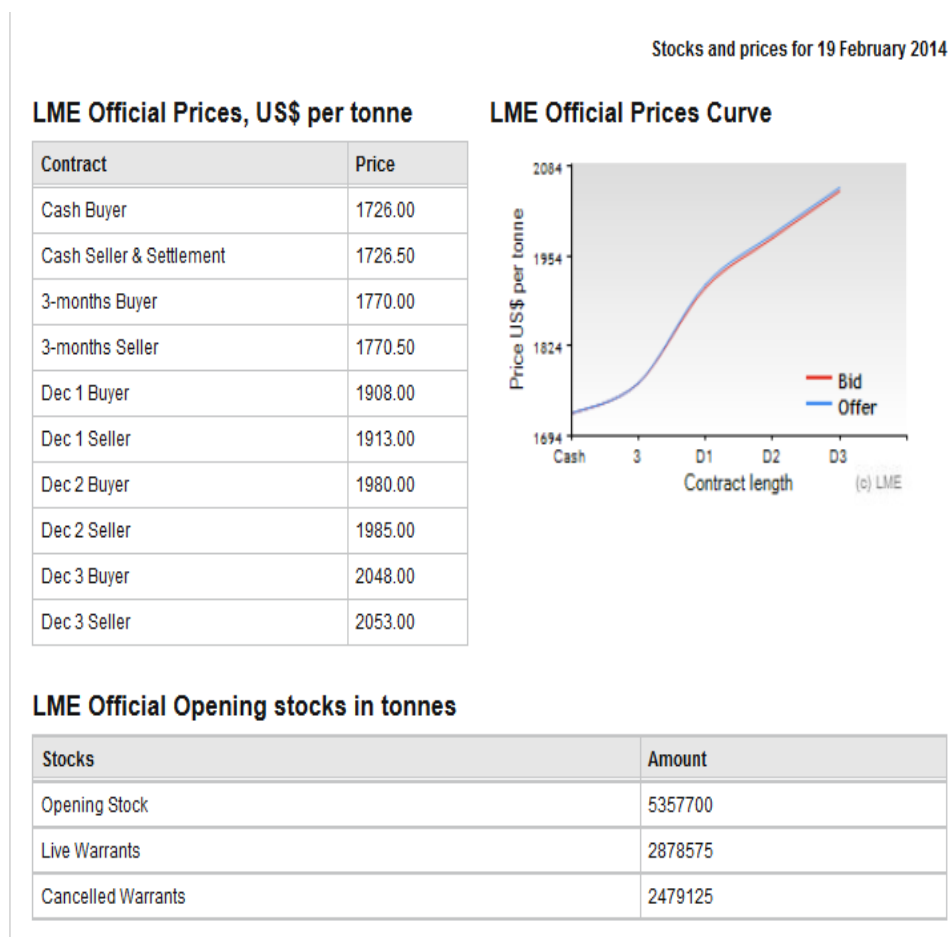 Stocks and prices for 19 February 2014
LME Official Prices, US$ per tonne
Contract Price
Cash Buyer 1726.00
Cash Seller & Settlement 1726.50
3-months Buyer 1770.00
3-months Seller 1770.50
Dec 1 Buyer 1908.00
Dec 1 Seller 1913.00
Dec 2 Buyer 1980.00
Dec 2 Seller 1985.00
Dec 3 Buyer 2048.00
Dec 3 Seller 2053.00
LME Official Prices Curve
Price US$ per tonne
2084
1954
1824
1694
Bid
Offer
Cash 3 D1 D2 D3
Contract length
(c) LME
LME Official Opening stocks in tonnes
Stocks Amount
Opening Stock 5357700
Live Warrants 2878575
Cancelled Warrants 2479125